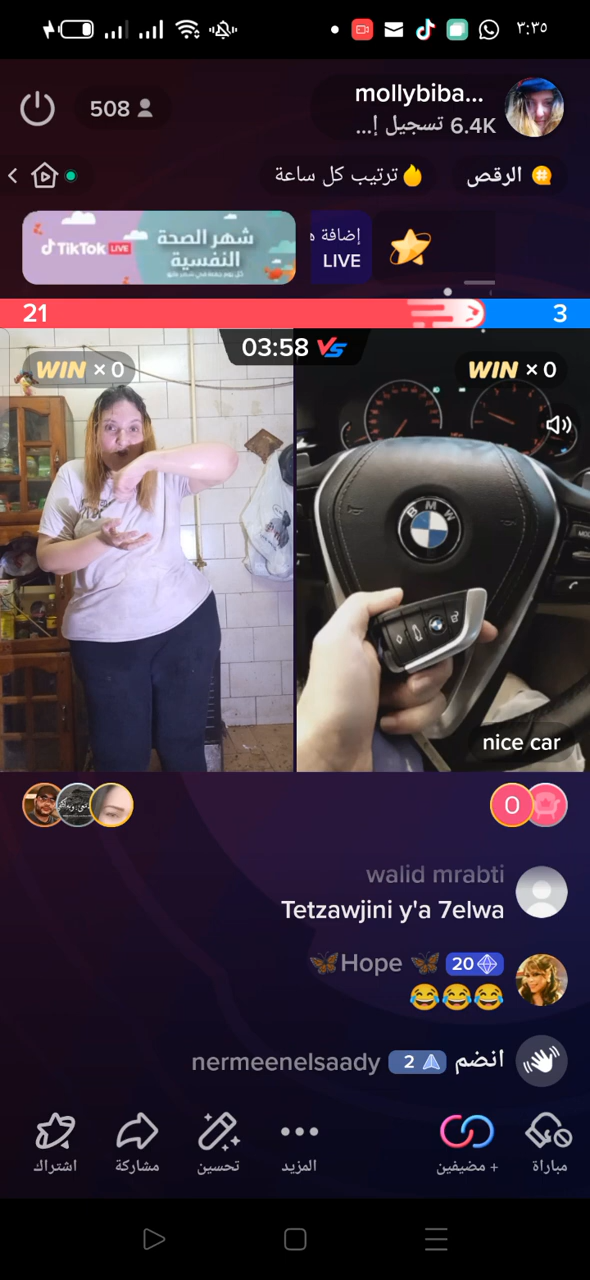 ٣:٣٥
mollybiba...
6.4K تسجيل إ...
508
الرقص
ترتيب كل ساعة
إضافة ه
LIVE
شهر الصحة
النفسية
TikTok LIVE
21
3
03:58 VS
WIN × 0
WIN × 0
BMW
nice car
0
walid mrabti
Tetzawjini y'a 7elwa
Hope
20
😂😂😂
nermeenelsaady 2 انضم
اشتراك
مشاركة
تحسين
المزيد
+ مضيفين
مباراة